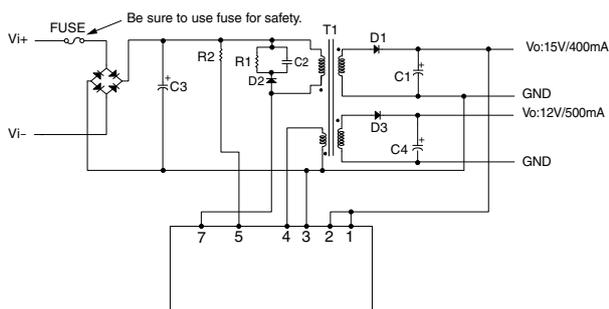 Be sure to use fuse for safety.
FUSE
T1
Vi+
D1
Vo:15V/400mA
R2
R1
C2
C1
C3
D2
GND
Vo:12V/500mA
D3
Vi−
C4
GND
7 5 4 3 2 1